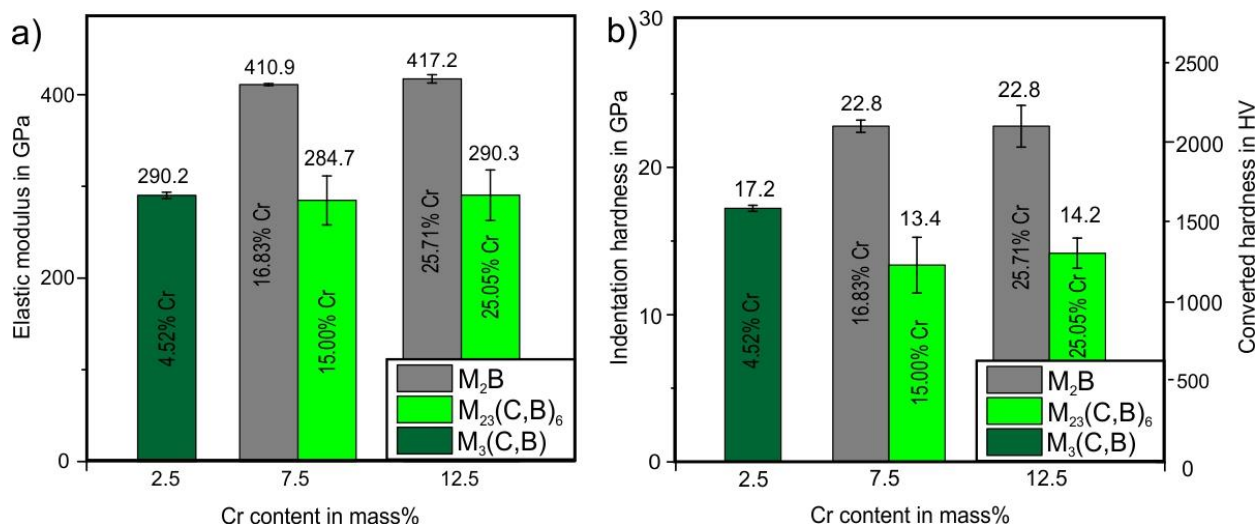 a)
Elastic modulus in GPa
400
200
0
290.2
410.9
284.7
417.2
290.3
4.52% Cr
16.83% Cr
15.00% Cr
25.71% Cr
25.05% Cr
M₂B
M₂₃(C,B)₆
M₃(C,B)
2.5
7.5
12.5
Cr content in mass%
b)
Indentation hardness in GPa
30
20
10
0
17.2
22.8
13.4
22.8
14.2
4.52% Cr
16.83% Cr
15.00% Cr
25.71% Cr
25.05% Cr
M₂B
M₂₃(C,B)₆
M₃(C,B)
2.5
7.5
12.5
Cr content in mass%
2500
2000
1500
1000
500
0
Converted hardness in HV